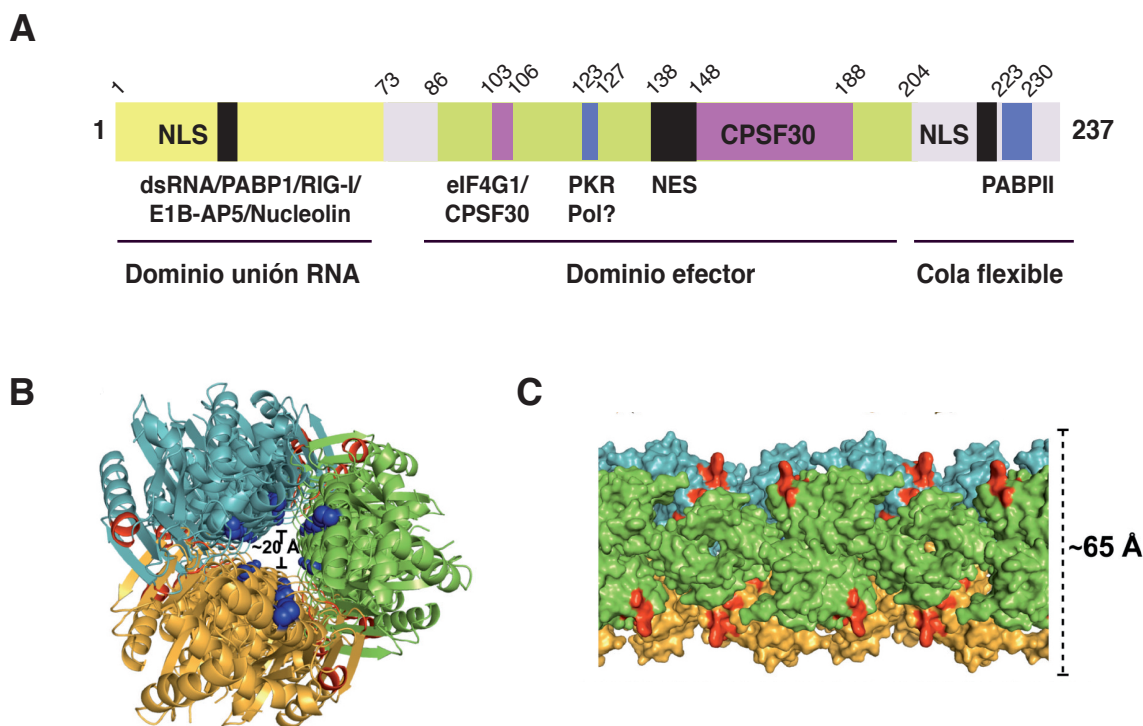 A
1 73 86 103 106 123 127 138 148 188 204 223 230
1 NLS CPSF30 NLS 237
dsRNA/PABP1/RIG-I/
E1B-AP5/Nucleolin
eIF4G1/
CPSF30
PKR
Pol?
NES
PABPII
Dominio unión RNA
Dominio efector
Cola flexible
B
~20 Å
C
~65 Å